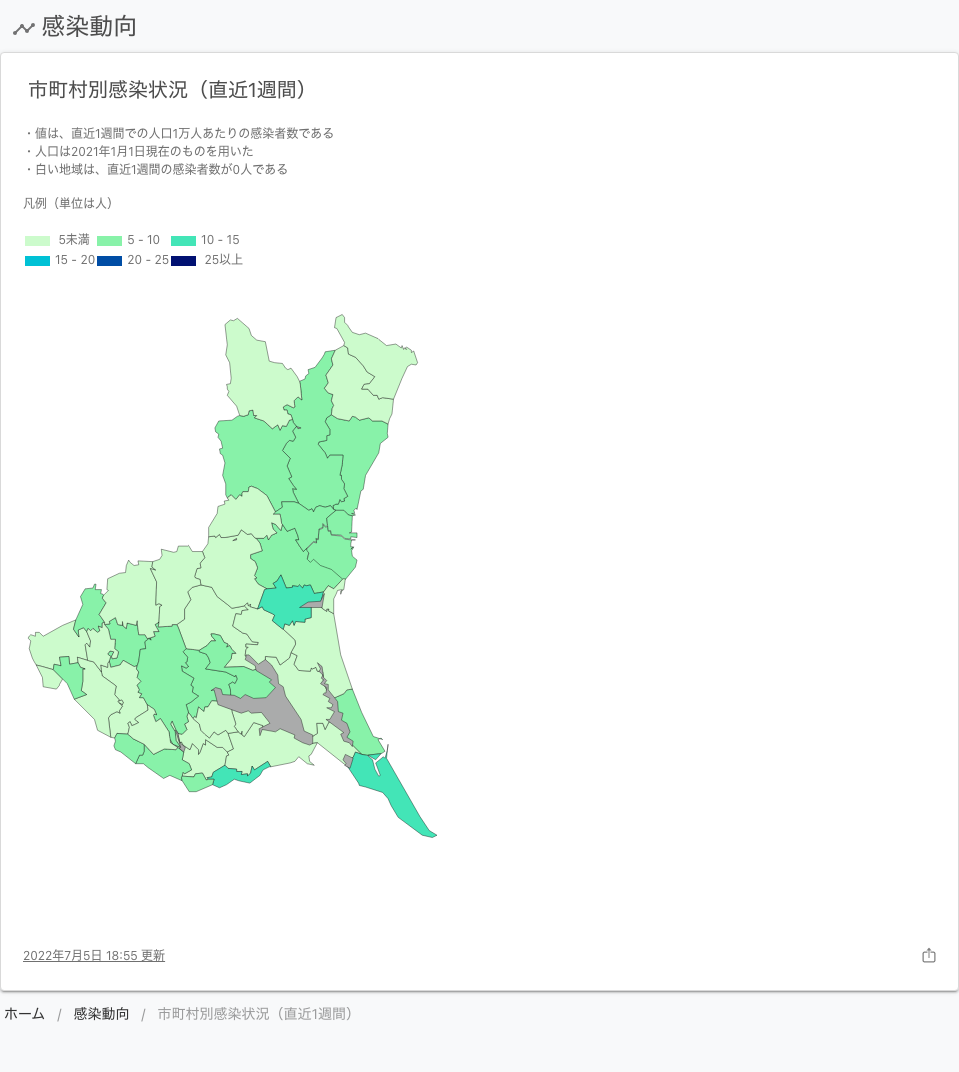 感染動向
市町村別感染状況（直近1週間）
・値は、直近1週間での人口1万人あたりの感染者数である
・人口は2021年1月1日現在のものを用いた
・白い地域は、直近1週間の感染者数が0人である
凡例（単位は人）
5未満 5 - 10 10 - 15
15 - 20 20 - 25 25以上
2022年7月5日 18:55 更新
ホーム / 感染動向 / 市町村別感染状況（直近1週間）